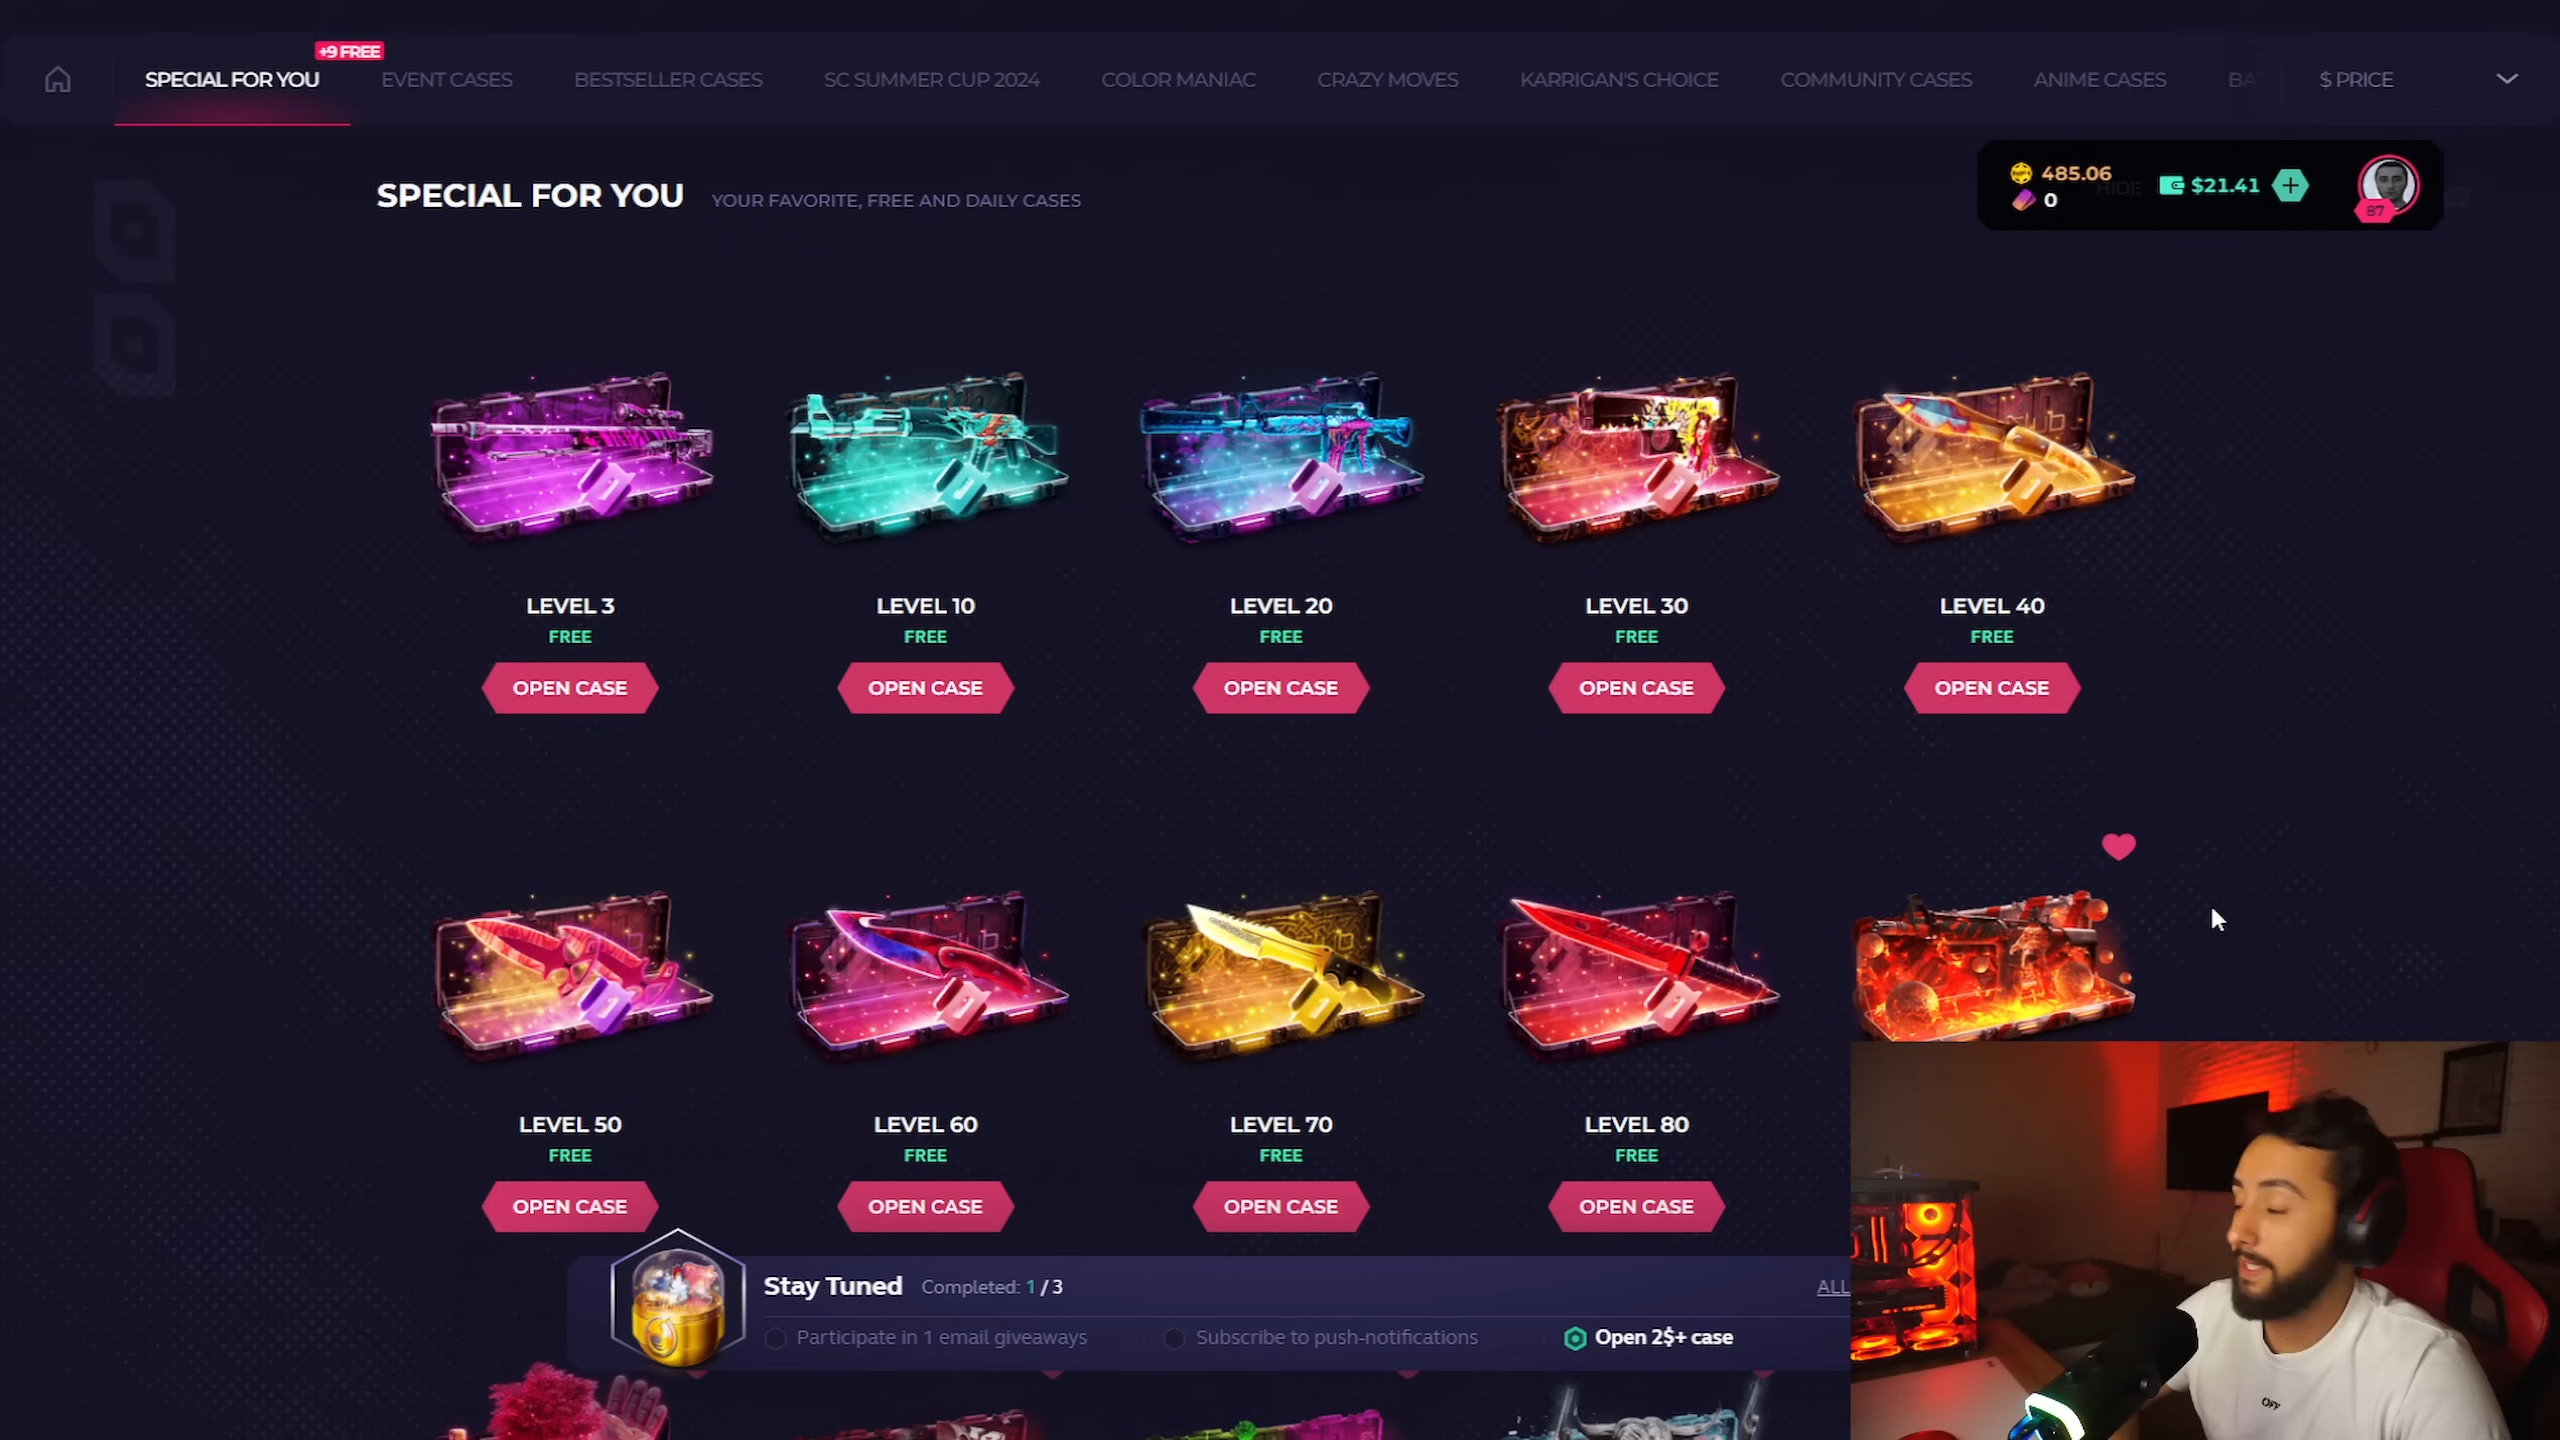 +9 FREE
SPECIAL FOR YOU
EVENT CASES
BESTSELLER CASES
SC SUMMER CUP 2024
COLOR MANIAC
CRAZY MOVES
KARRIGAN'S CHOICE
COMMUNITY CASES
ANIME CASES
$ PRICE
SPECIAL FOR YOU
YOUR FAVORITE, FREE AND DAILY CASES
485.06
HIDE
0
$21.41
87
LEVEL 3
FREE
OPEN CASE
LEVEL 10
FREE
OPEN CASE
LEVEL 20
FREE
OPEN CASE
LEVEL 30
FREE
OPEN CASE
LEVEL 40
FREE
OPEN CASE
LEVEL 50
FREE
OPEN CASE
LEVEL 60
FREE
OPEN CASE
LEVEL 70
FREE
OPEN CASE
LEVEL 80
FREE
OPEN CASE
Stay Tuned
Completed: 1 / 3
ALL
Participate in 1 email giveaways
Subscribe to push-notifications
Open 2$+ case
OFF